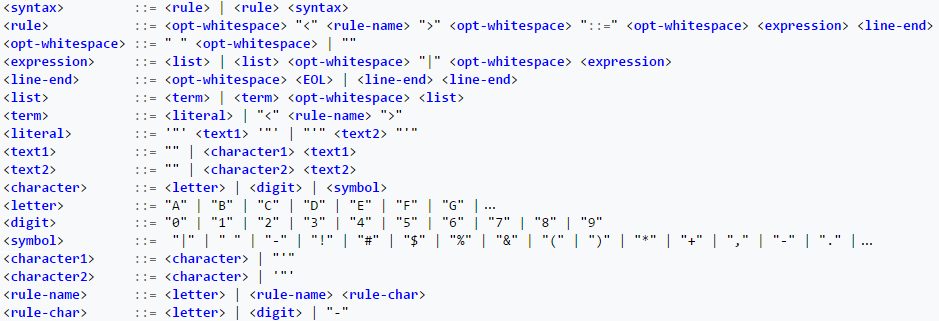 <syntax> ::= <rule> | <rule> <syntax>
<rule> ::= <opt-whitespace> "<" <rule-name> ">" <opt-whitespace> "::=" <opt-whitespace> <expression> <line-end>
<opt-whitespace> ::= " " <opt-whitespace> | ""
<expression> ::= <list> | <list> <opt-whitespace> "|" <opt-whitespace> <expression>
<line-end> ::= <opt-whitespace> <EOL> | <line-end> <line-end>
<list> ::= <term> | <term> <opt-whitespace> <list>
<term> ::= <literal> | "<" <rule-name> ">"
<literal> ::= '"' <text1> '"' | "'" <text2> "'"
<text1> ::= "" | <character1> <text1>
<text2> ::= "" | <character2> <text2>
<character> ::= <letter> | <digit> | <symbol>
<letter> ::= "A" | "B" | "C" | "D" | "E" | "F" | "G" |...
<digit> ::= "0" | "1" | "2" | "3" | "4" | "5" | "6" | "7" | "8" | "9"
<symbol> ::= "|" | " " | "-" | "!" | "#" | "$" | "%" | "&" | "(" | ")" | "*" | "+" | "," | "-" | "." |...
<character1> ::= <character> | "'"
<character2> ::= <character> | '"'
<rule-name> ::= <letter> | <rule-name> <rule-char>
<rule-char> ::= <letter> | <digit> | "-"